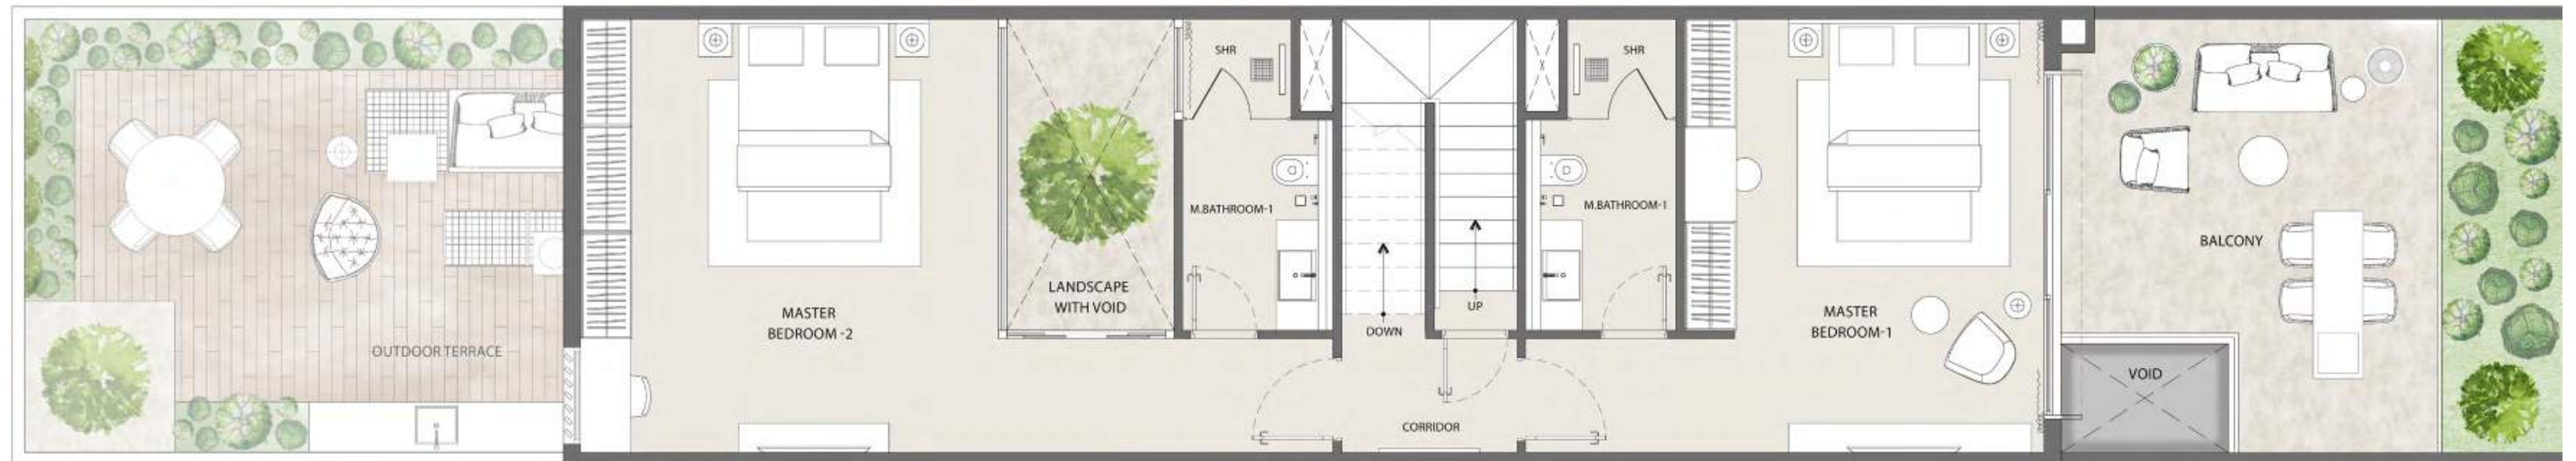 OUTDOOR TERRACE
MASTER
BEDROOM -2
LANDSCAPE
WITH VOID
SHR
M.BATHROOM-1
DOWN
UP
CORRIDOR
SHR
M.BATHROOM-1
MASTER
BEDROOM-1
BALCONY
VOID